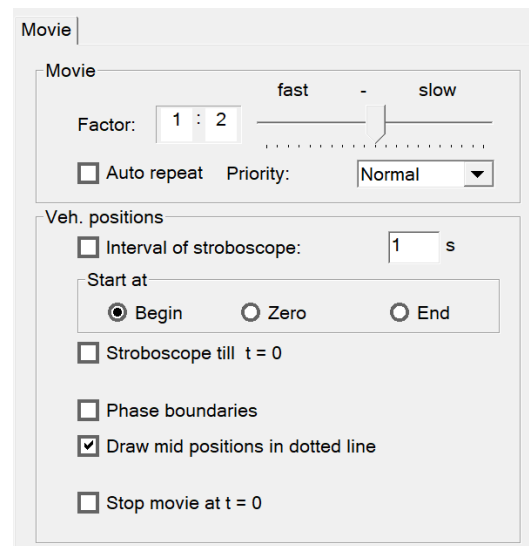 Movie
Movie
fast - slow
Factor: 1 : 2
Auto repeat Priority: Normal
Veh. positions
Interval of stroboscope: 1 s
Start at
Begin Zero End
Stroboscope till t = 0
Phase boundaries
Draw mid positions in dotted line
Stop movie at t = 0